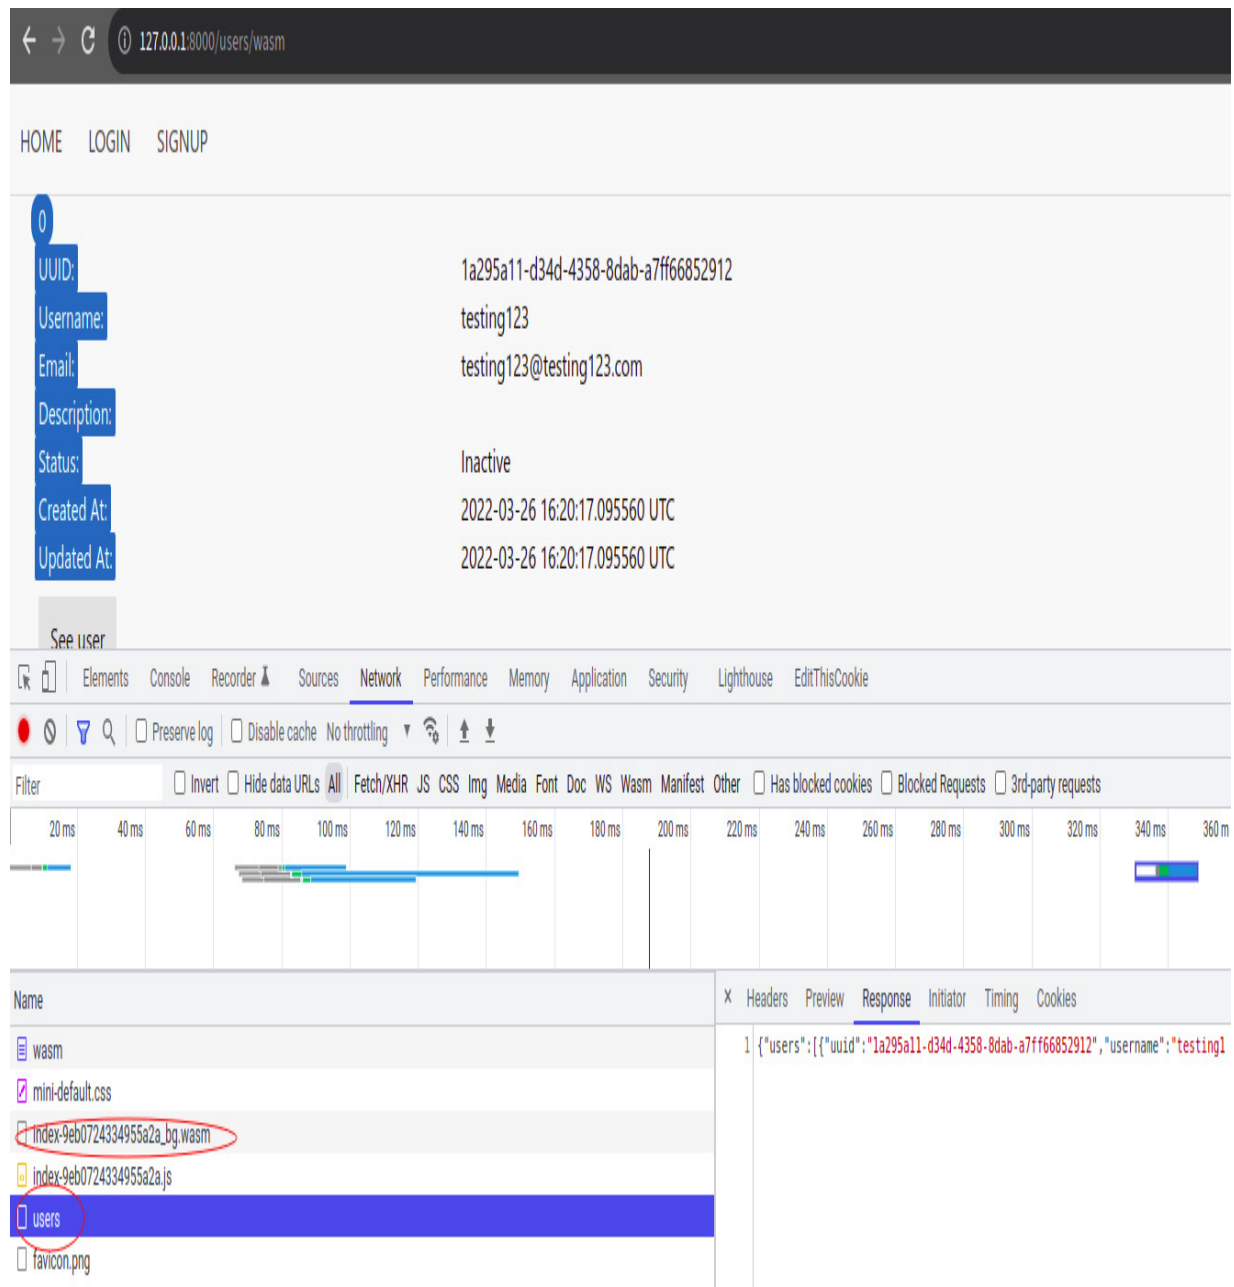 127.0.0.1:8000/users/wasm
HOME LOGIN SIGNUP
0
UUID: 1a295a11-d34d-4358-8dab-a7ff66852912
Username: testing123
Email: testing123@testing123.com
Description:
Status: Inactive
Created At: 2022-03-26 16:20:17.095560 UTC
Updated At: 2022-03-26 16:20:17.095560 UTC
See user
Elements Console Recorder Sources Network Performance Memory Application Security Lighthouse EditThisCookie
Preserve log Disable cache No throttling
Filter Invert Hide data URLs All Fetch/XHR JS CSS Img Media Font Doc WS Wasm Manifest Other Has blocked cookies Blocked Requests 3rd-party requests
20 ms 40 ms 60 ms 80 ms 100 ms 120 ms 140 ms 160 ms 180 ms 200 ms 220 ms 240 ms 260 ms 280 ms 300 ms 320 ms 340 ms 360 m
Name
wasm
mini-default.css
index-9eb0724334955a2a_bg.wasm
index-9eb0724334955a2a.js
users
favicon.png
× Headers Preview Response Initiator Timing Cookies
1 {"users":[{"uuid":"1a295a11-d34d-4358-8dab-a7ff66852912","username":"testing1